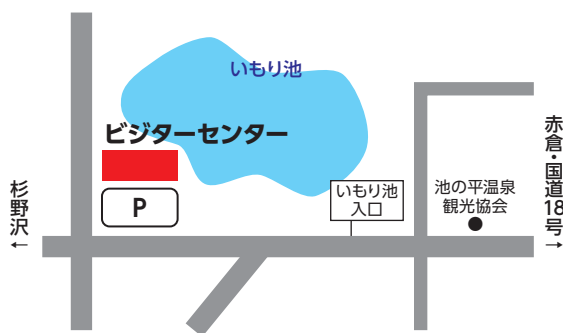 いもり池
ビジターセンター
P
いもり池
入口
池の平温泉
観光協会
杉野沢
←
赤倉・国道18号
→